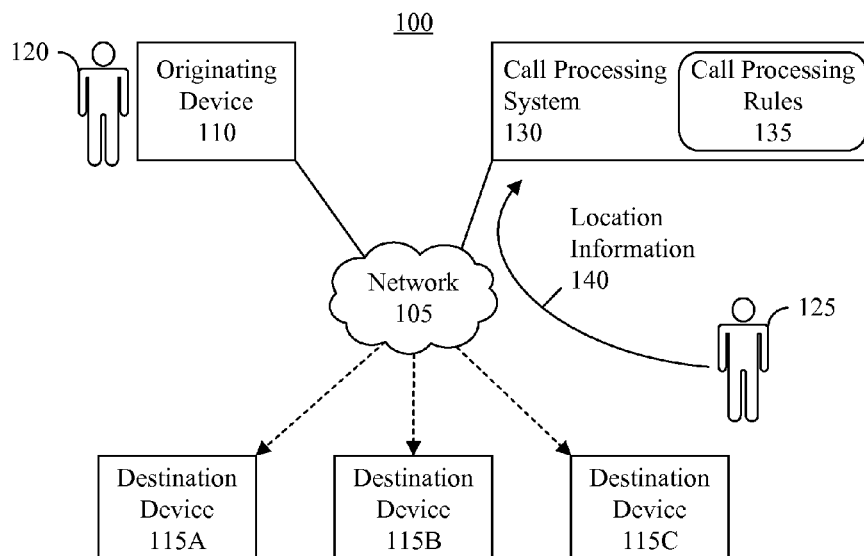 100
120
Originating
Device
110
Call Processing
System
130
Call Processing
Rules
135
Location
Information
140
Network
105
125
Destination
Device
115A
Destination
Device
115B
Destination
Device
115C